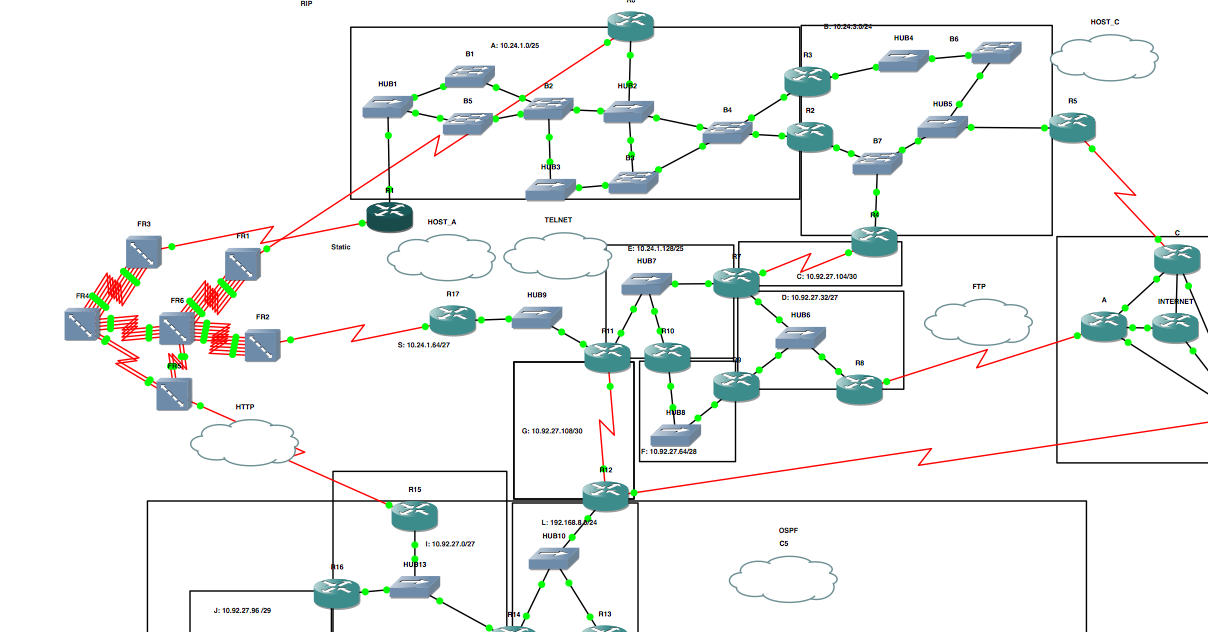 RIP
HOST_C
B: 10.24.3.0/24
HUB4
B6
A: 10.24.1.0/25
B1
R3
HUB1
B5
B2
HUB2
B4
R2
HUB5
R5
B7
HUB3
B3
R1
FR3
FR1
HOST_A
TELNET
R4
C
Static
E: 10.24.1.128/25
HUB7
R7
C: 10.92.27.104/30
FR4
FR6
R17
HUB9
D: 10.92.27.32/27
FTP
A
INTERNET
FR2
HUB6
R11
R10
S: 10.24.1.64/27
FR5
R8
HTTP
HUB8
G: 10.92.27.108/30
F: 10.92.27.64/28
R12
R15
L: 192.168.8.0/24
OSPF
HUB10
C5
I: 10.92.27.0/27
R16
HUB13
J: 10.92.27.96 /29
R14
R13